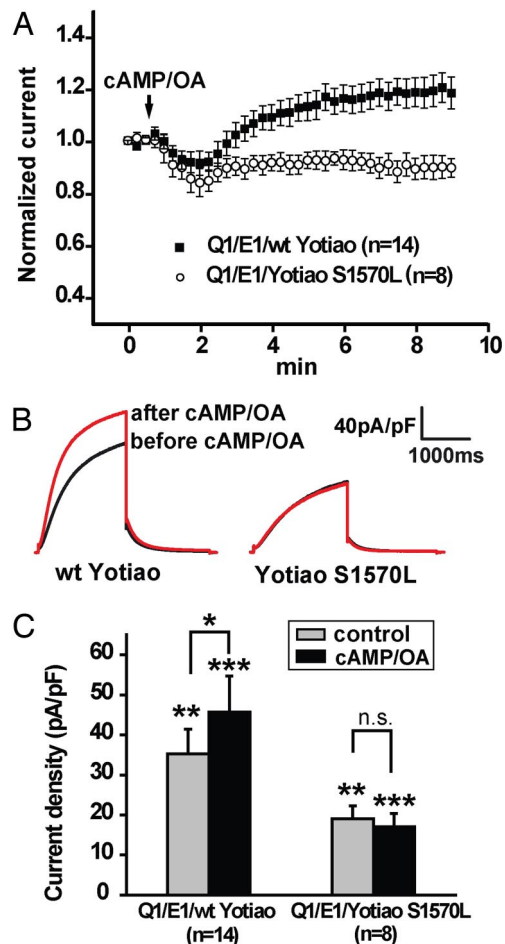 A
Normalized current
1.4
1.2
1.0
0.8
0.6
0.4
cAMP/OA
Q1/E1/wt Yotiao (n=14)
Q1/E1/Yotiao S1570L (n=8)
0 2 4 6 8 10
min
B
after cAMP/OA
before cAMP/OA
40pA/pF
1000ms
wt Yotiao
Yotiao S1570L
C
Current density (pA/pF)
60
50
40
30
20
10
0
control
cAMP/OA
*
** ***
n.s.
** ***
Q1/E1/wt Yotiao
(n=14)
Q1/E1/Yotiao S1570L
(n=8)